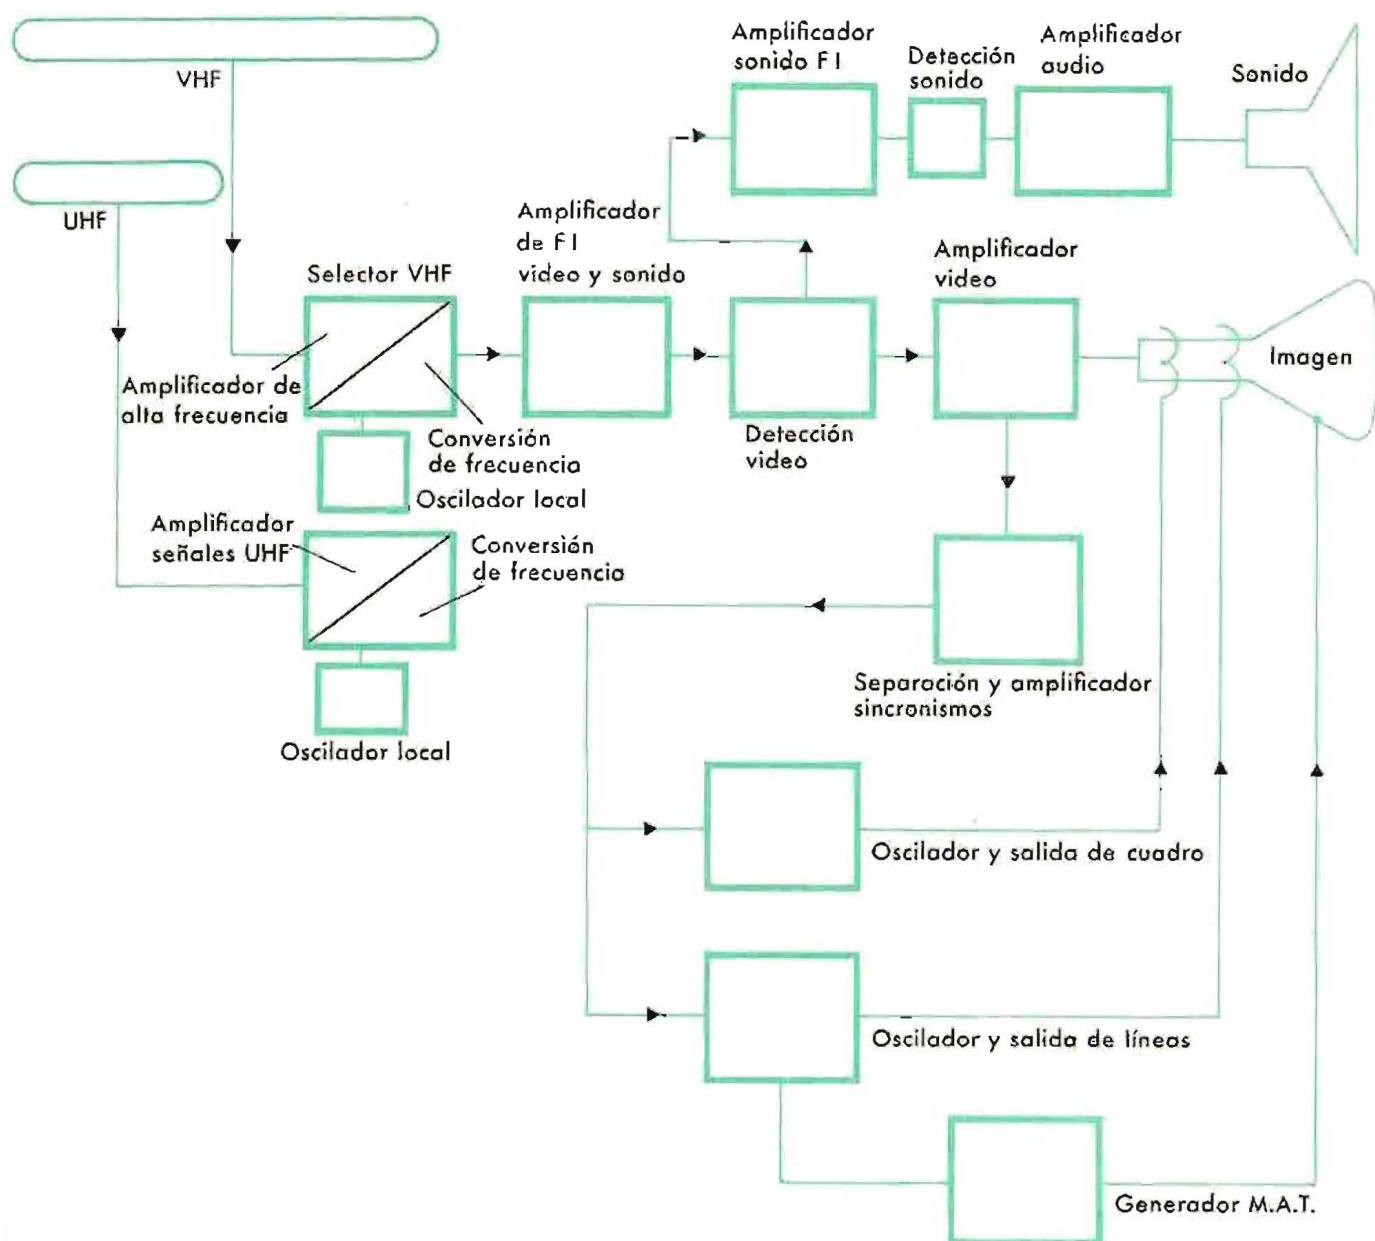 VHF
UHF
Amplificador
sonido FI
Detección
sonido
Amplificador
audio
Sonido
Amplificador
de FI
video y sonido
Selector VHF
Amplificador
video
Imagen
Amplificador de
alta frecuencia
Conversión
de frecuencia
Oscilador local
Detección
video
Amplificador
señales UHF
Conversión
de frecuencia
Oscilador local
Separación y amplificador
sincronismos
Oscilador y salida de cuadro
Oscilador y salida de líneas
Generador M.A.T.